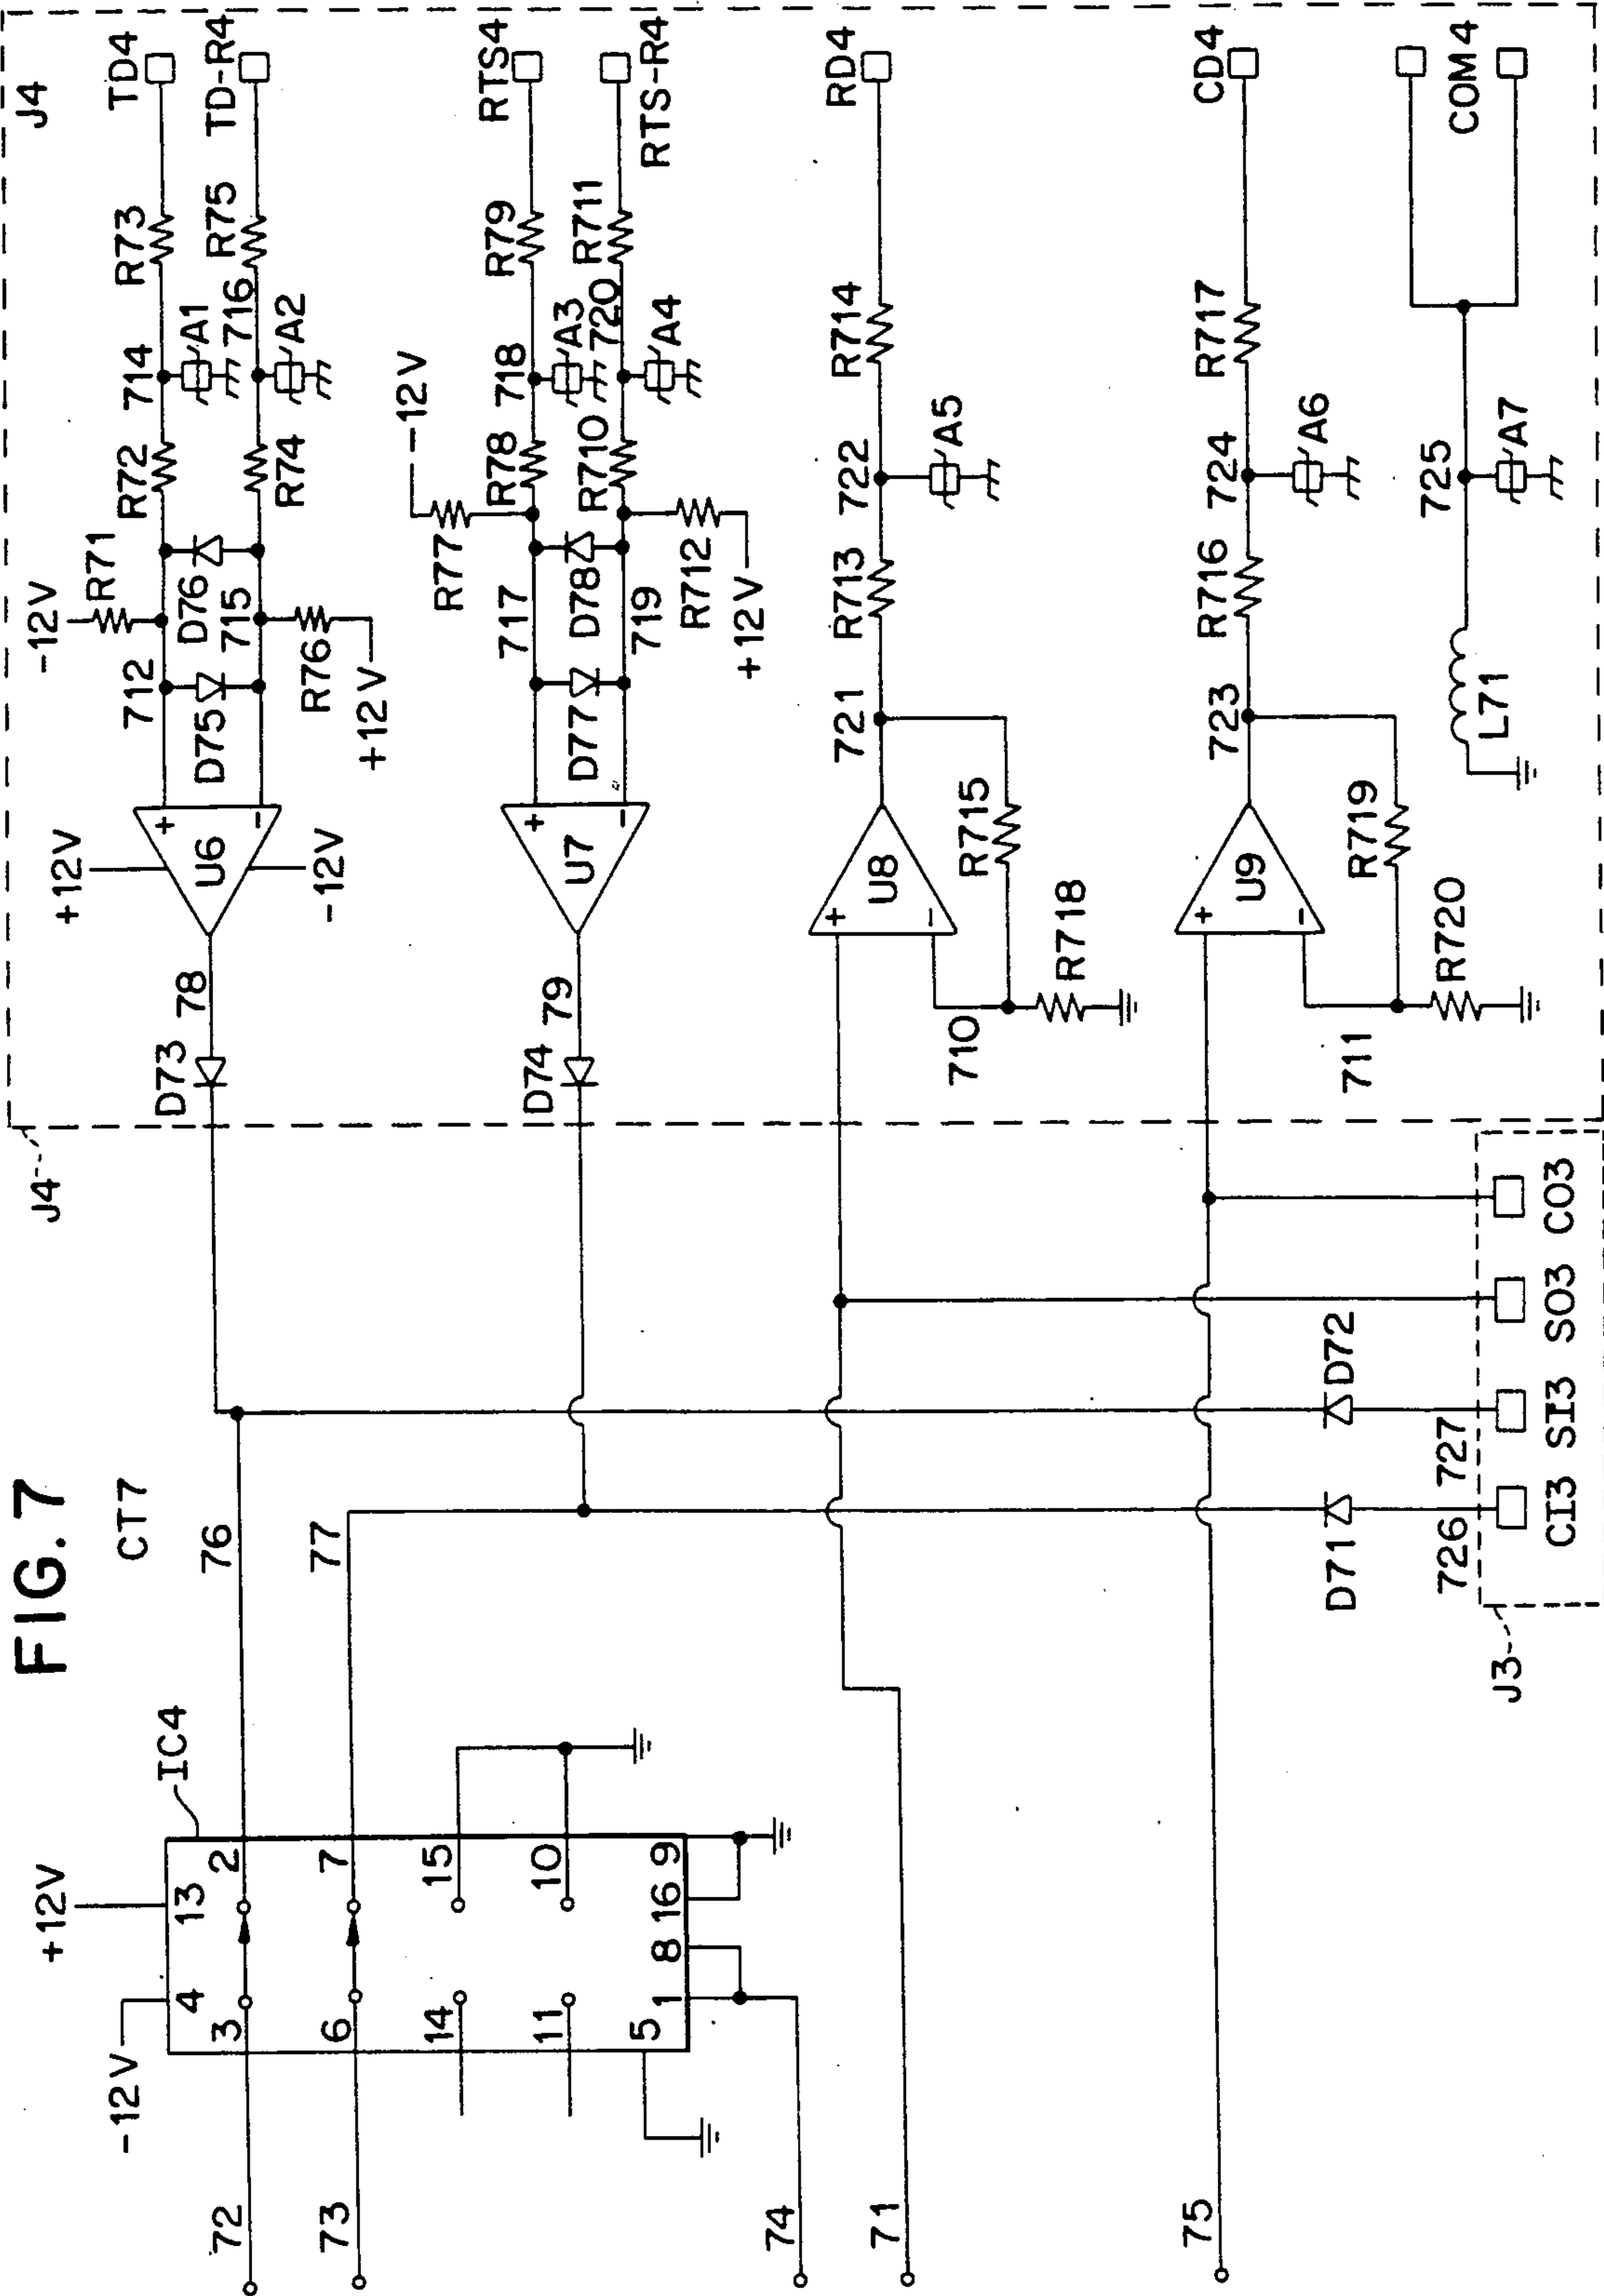 FIG. 7
CT7
J4
TD4
TD-R4
RTS4
RTS-R4
RD4
CD4
COM4
R73
R75
R79
R711
R714
R717
714
A1
716
A2
718
A3
720
A4
722
A5
724
A6
725
A7
-12V
R71
R72
R74
D76
712
715
D75
R76
+12V
-12V
R77
R78
R710
D78
717
719
D77
R712
+12V
R713
721
R716
723
L71
+12V
+
-
U6
-12V
+
-
U7
+
-
U8
R715
R718
710
+
-
U9
R719
R720
711
78
D73
79
D74
J4
76
77
D72
D71
727
726
CO3
SO3
SI3
CI3
J3
IC4
+12V
-12V
13
4
2
3
7
6
15
14
10
11
9
16
8
1
5
72
73
74
71
75